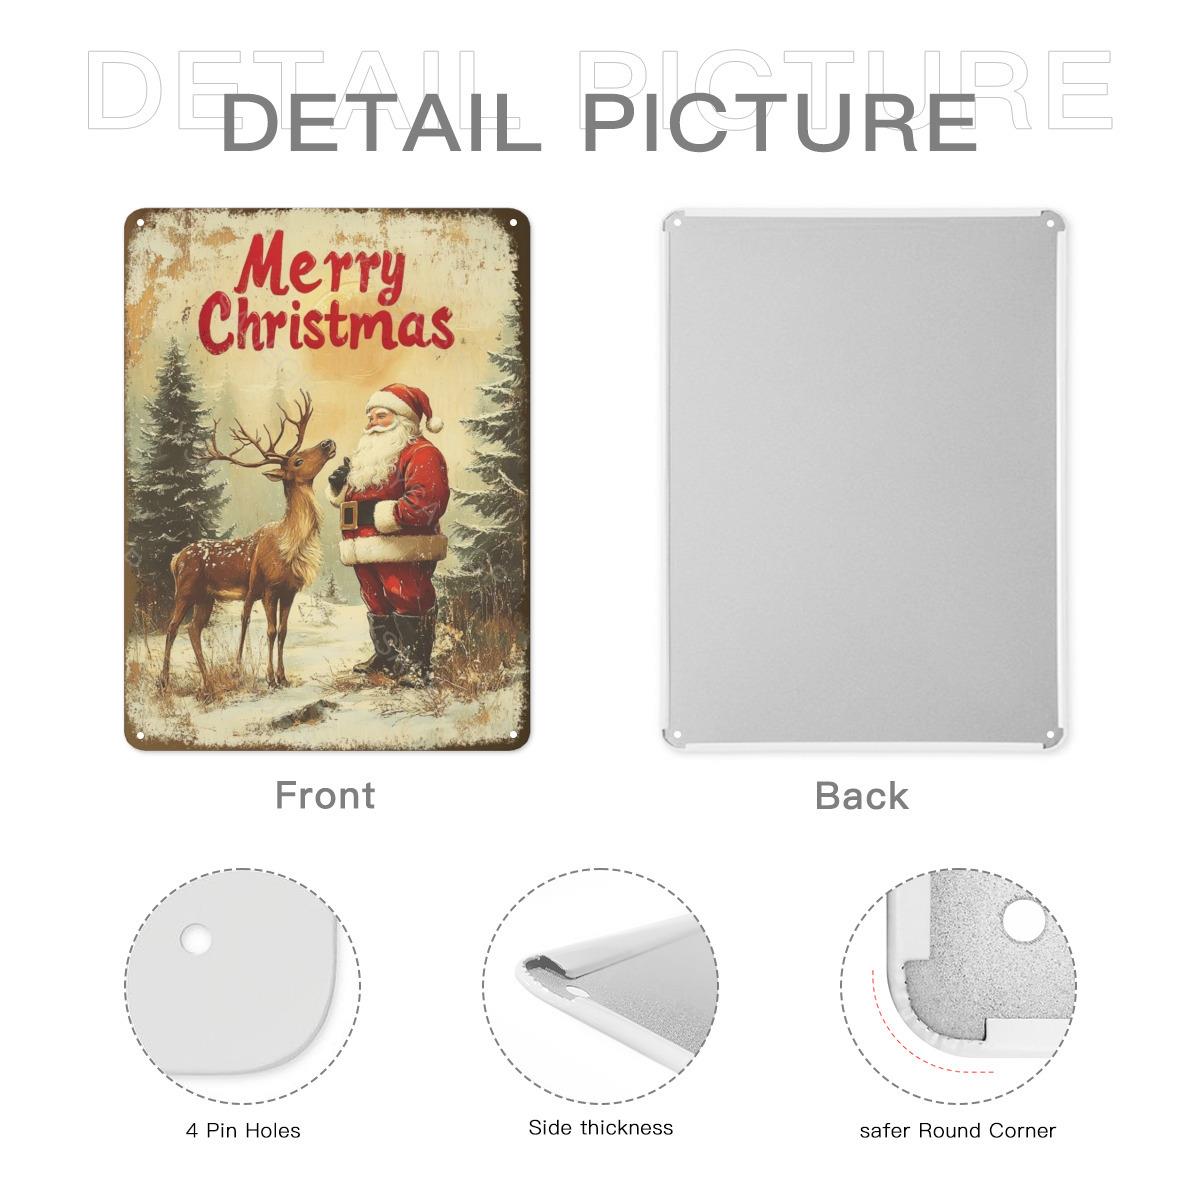 DETAIL PICTURE
DETAIL PICTURE
Merry
Christmas
Front
Back
4 Pin Holes
Side thickness
safer Round Corner